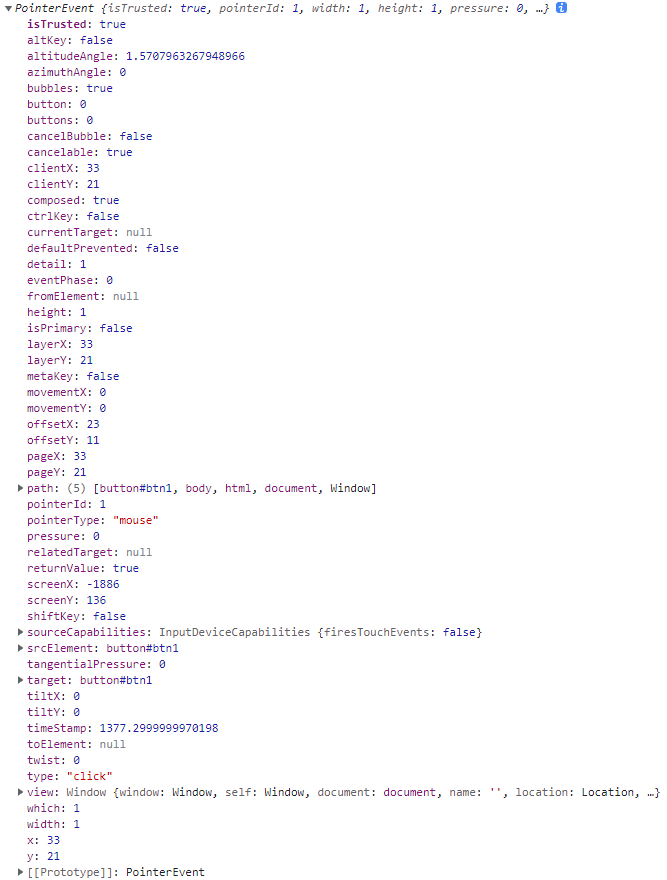 PointerEvent {isTrusted: true, pointerId: 1, width: 1, height: 1, pressure: 0, …} i
isTrusted: true
altKey: false
altitudeAngle: 1.5707963267948966
azimuthAngle: 0
bubbles: true
button: 0
buttons: 0
cancelBubble: false
cancelable: true
clientX: 33
clientY: 21
composed: true
ctrlKey: false
currentTarget: null
defaultPrevented: false
detail: 1
eventPhase: 0
fromElement: null
height: 1
isPrimary: false
layerX: 33
layerY: 21
metaKey: false
movementX: 0
movementY: 0
offsetX: 23
offsetY: 11
pageX: 33
pageY: 21
path: (5) [button#btn1, body, html, document, Window]
pointerId: 1
pointerType: "mouse"
pressure: 0
relatedTarget: null
returnValue: true
screenX: -1886
screenY: 136
shiftKey: false
sourceCapabilities: InputDeviceCapabilities {firesTouchEvents: false}
srcElement: button#btn1
tangentialPressure: 0
target: button#btn1
tiltX: 0
tiltY: 0
timeStamp: 1377.2999999970198
toElement: null
twist: 0
type: "click"
view: Window {window: Window, self: Window, document: document, name: '', location: Location, …}
which: 1
width: 1
x: 33
y: 21
[[Prototype]]: PointerEvent